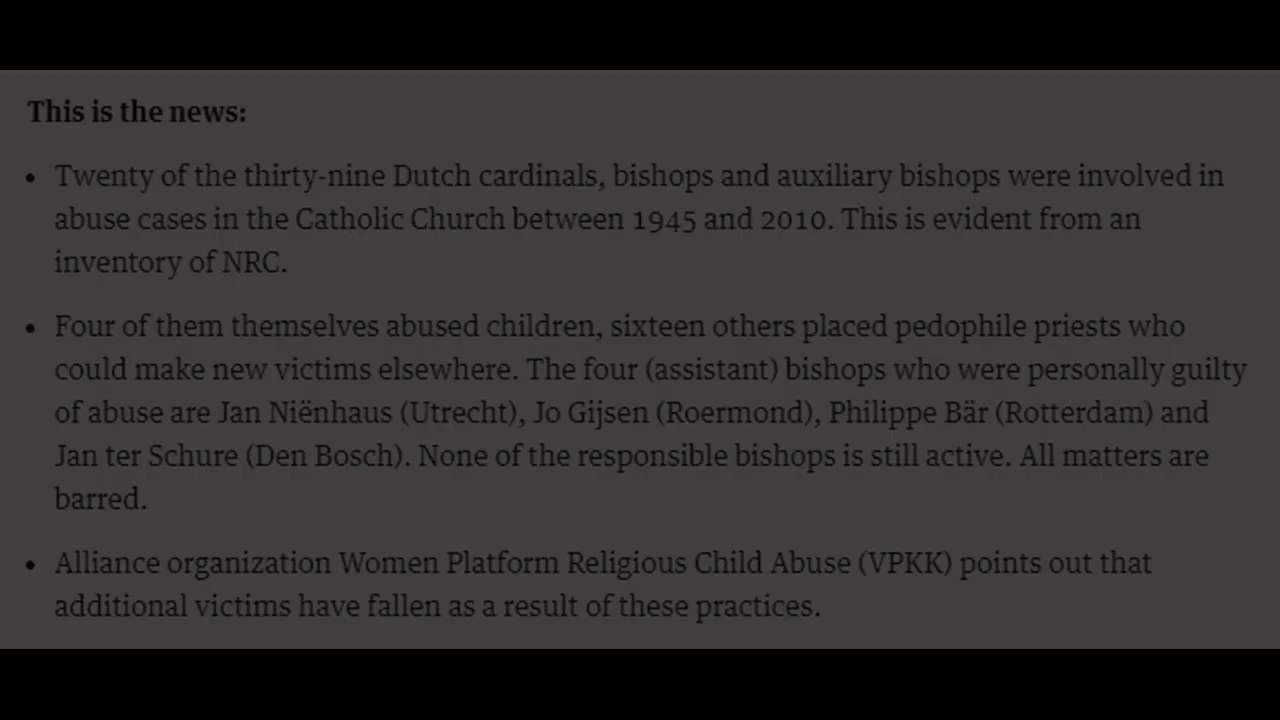 This is the news:
• Twenty of the thirty-nine Dutch cardinals, bishops and auxiliary bishops were involved in
abuse cases in the Catholic Church between 1945 and 2010. This is evident from an
inventory of NRC.
• Four of them themselves abused children, sixteen others placed pedophile priests who
could make new victims elsewhere. The four (assistant) bishops who were personally guilty
of abuse are Jan Niënhaus (Utrecht), Jo Gijsen (Roermond), Philippe Bär (Rotterdam) and
Jan ter Schure (Den Bosch). None of the responsible bishops is still active. All matters are
barred.
• Alliance organization Women Platform Religious Child Abuse (VPKK) points out that
additional victims have fallen as a result of these practices.